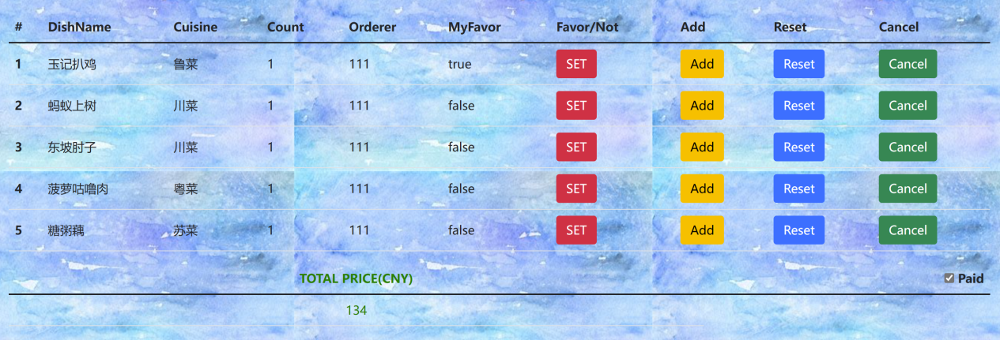 # DishName Cuisine Count Orderer MyFavor Favor/Not Add Reset Cancel
1 玉记扒鸡 鲁菜 1 111 true SET Add Reset Cancel
2 蚂蚁上树 川菜 1 111 false SET Add Reset Cancel
3 东坡肘子 川菜 1 111 false SET Add Reset Cancel
4 菠萝咕噜肉 粤菜 1 111 false SET Add Reset Cancel
5 糖粥藕 苏菜 1 111 false SET Add Reset Cancel
TOTAL PRICE(CNY) Paid
134